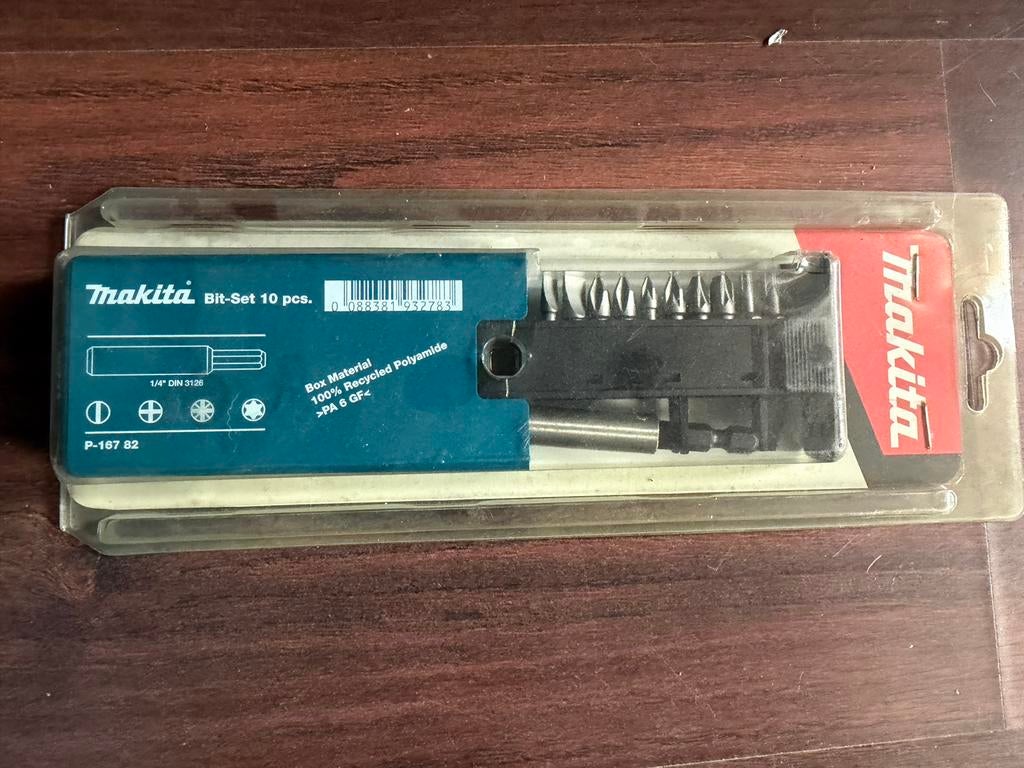 makita Bit-Set 10 pcs.
0 088381 932783
1/4" DIN 3126
Box Material
100% Recycled Polyamide
>PA 6 GF<
P-167 82
makita